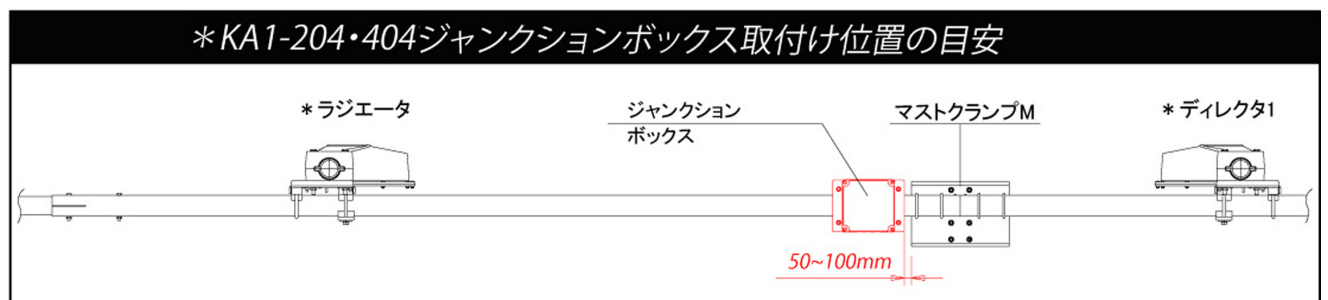 ＊KA1-204・404ジャンクションボックス取付け位置の目安
＊ラジエータ
ジャンクション
ボックス
マストクランプM
＊ディレクタ1
50~100mm